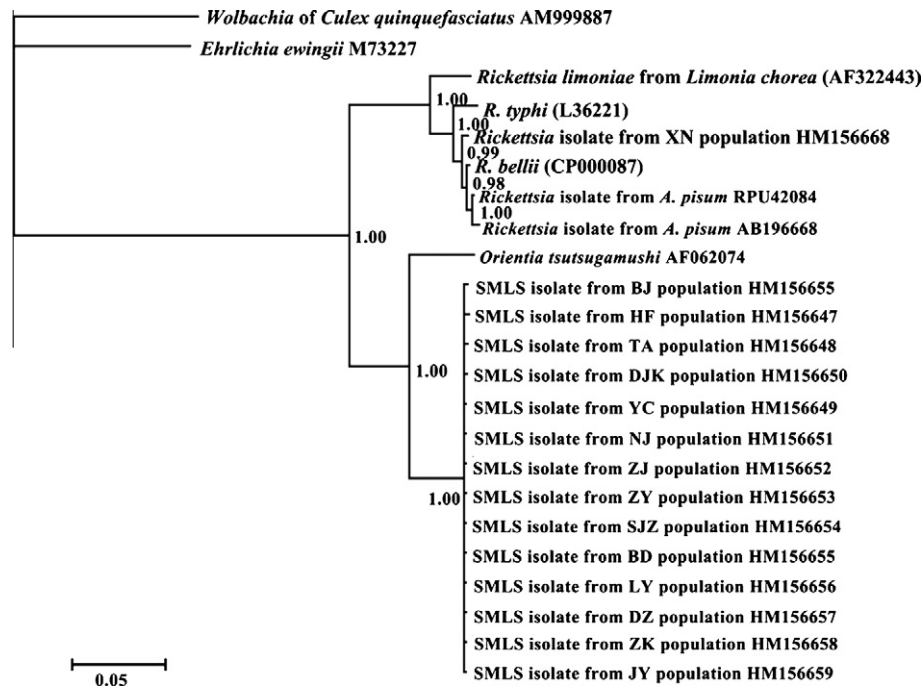 Wolbachia of Culex quinquefasciatus AM999887
Ehrlichia ewingii M73227
Rickettsia limoniae from Limonia chorea (AF322443)
1.00
R. typhi (L36221)
1.00
Rickettsia isolate from XN population HM156668
0.99
R. bellii (CP000087)
0.98
Rickettsia isolate from A. pisum RPU42084
1.00
Rickettsia isolate from A. pisum AB196668
1.00
Orientia tsutsugamushi AF062074
SMLS isolate from BJ population HM156655
SMLS isolate from HF population HM156647
SMLS isolate from TA population HM156648
1.00
SMLS isolate from DJK population HM156650
SMLS isolate from YC population HM156649
SMLS isolate from NJ population HM156651
SMLS isolate from ZJ population HM156652
1.00
SMLS isolate from ZY population HM156653
SMLS isolate from SJZ population HM156654
SMLS isolate from BD population HM156655
SMLS isolate from LY population HM156656
SMLS isolate from DZ population HM156657
SMLS isolate from ZK population HM156658
SMLS isolate from JY population HM156659
0.05